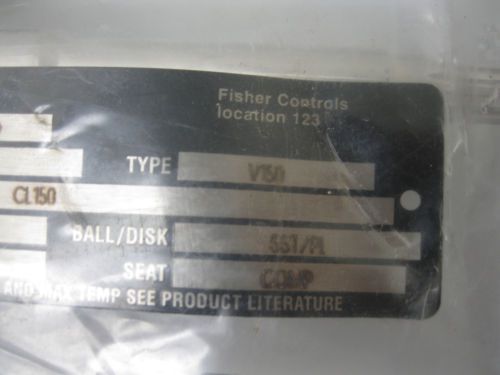 Fisher Controls
location 123
TYPE V150
CL150
BALL/DISK SST/PL
SEAT COMP
AND MAX TEMP SEE PRODUCT LITERATURE